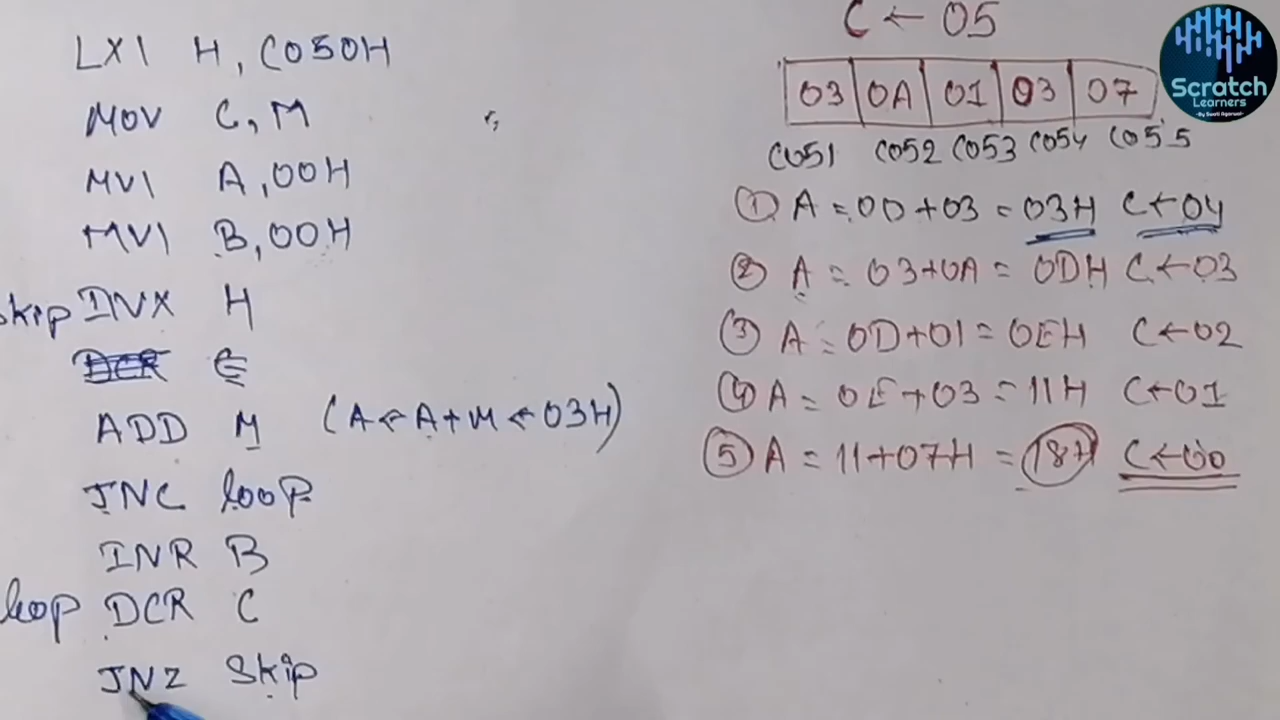 LXI H, C050H
MOV C, M
MVI A, 00H
MVI B, 00H
skip INX H
DCR C
ADD M (A ← A + M ← 03H)
JNC loop
INR B
loop DCR C
JNZ Skip
C ← 05
03 0A 01 03 07
C051 C052 C053 C054 C055
① A = 00 + 03 = 03H C ← 04
② A = 03 + 0A = 0DH C ← 03
③ A = 0D + 01 = 0EH C ← 02
④ A = 0E + 03 = 11H C ← 01
⑤ A = 11 + 07H = 18H C ← 00
Scratch
Learners
-By Swati Agarwal-